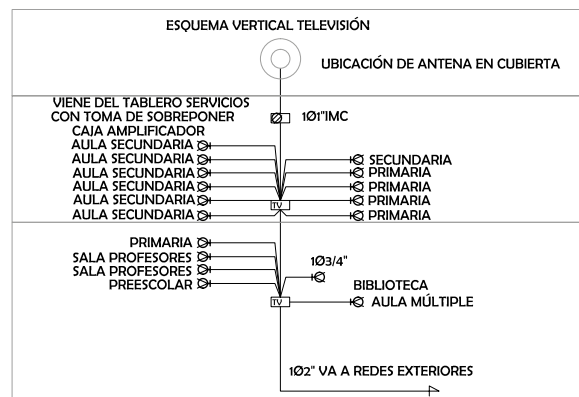 ESQUEMA VERTICAL TELEVISIÓN
UBICACIÓN DE ANTENA EN CUBIERTA
VIENE DEL TABLERO SERVICIOS
CON TOMA DE SOBREPONER
1Ø1"IMC
CAJA AMPLIFICADOR
AULA SECUNDARIA
AULA SECUNDARIA
AULA SECUNDARIA
AULA SECUNDARIA
AULA SECUNDARIA
AULA SECUNDARIA
SECUNDARIA
PRIMARIA
PRIMARIA
PRIMARIA
PRIMARIA
TV
PRIMARIA
SALA PROFESORES
SALA PROFESORES
PREESCOLAR
1Ø3/4"
BIBLIOTECA
TV
AULA MÚLTIPLE
1Ø2" VA A REDES EXTERIORES